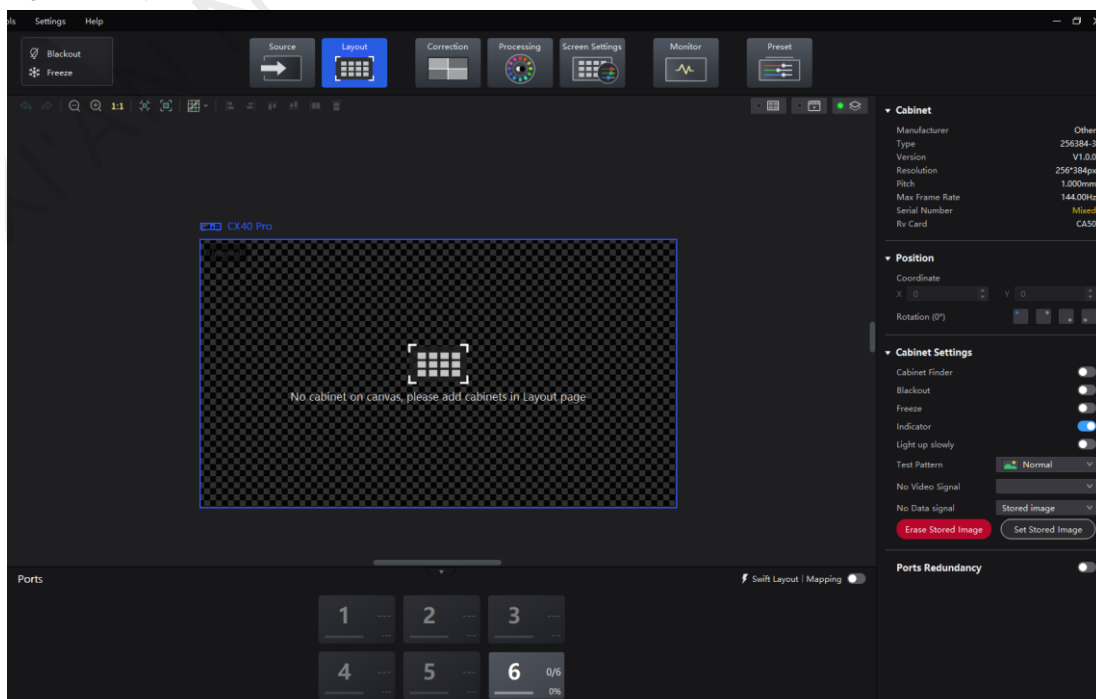 Settings Help
Blackout
Freeze
Source
Layout
Correction
Processing
Screen Settings
Monitor
Preset
1:1
CX40 Pro
No cabinet on canvas, please add cabinets in Layout page
Cabinet
Manufacturer Other
Type 256384-3
Version V1.0.0
Resolution 256*384px
Pitch 1.000mm
Max Frame Rate 144.00Hz
Serial Number Mixed
Rv Card CA50
Position
Coordinate
X 0 Y 0
Rotation (0°)
Cabinet Settings
Cabinet Finder
Blackout
Freeze
Indicator
Light up slowly
Test Pattern Normal
No Video Signal
No Data signal Stored image
Erase Stored Image Set Stored Image
Ports Redundancy
Ports
Swift Layout | Mapping
1 --- ---
2 --- ---
3 --- ---
4 --- ---
5 --- ---
6 0/6 0%